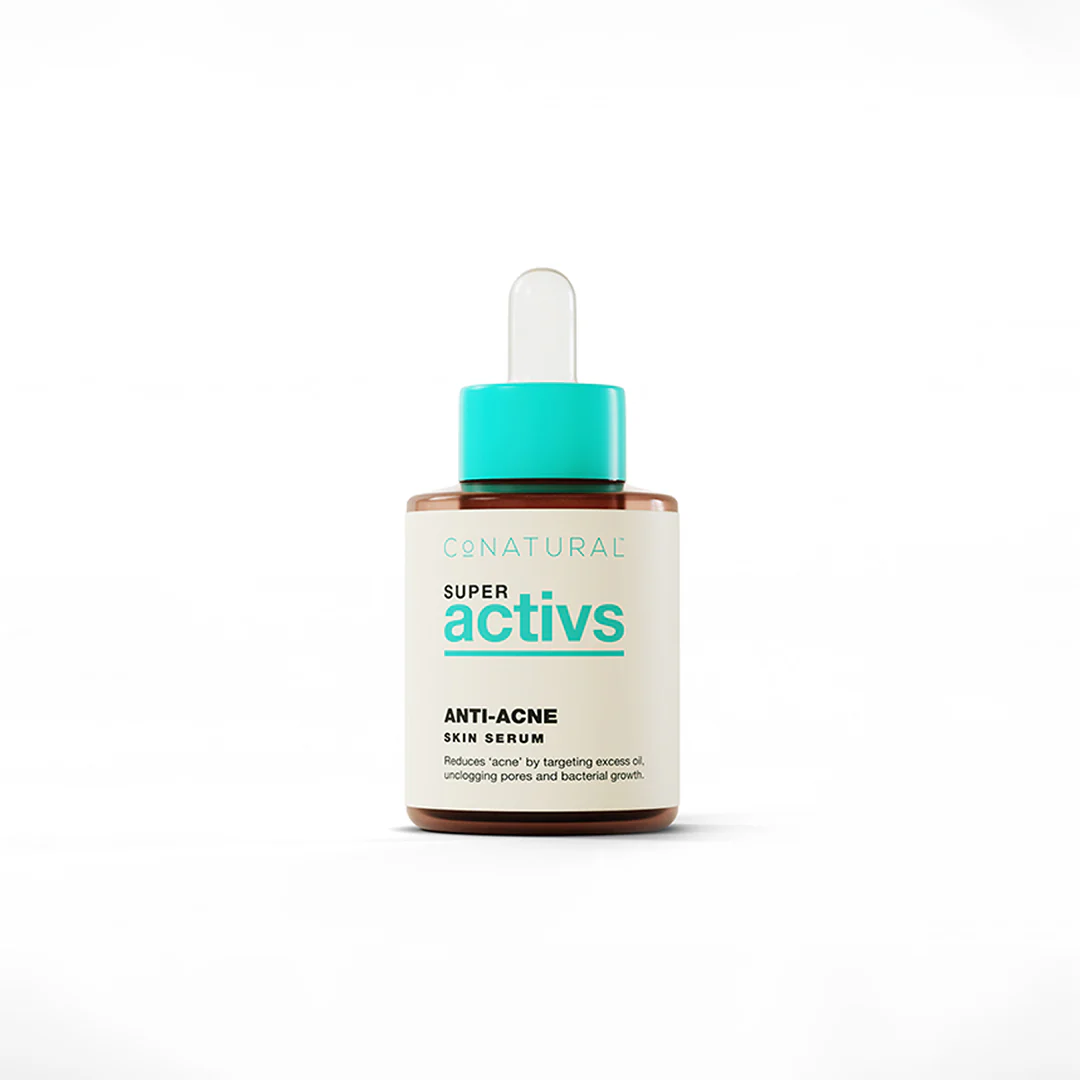 CoNATURAL™
SUPER
activs
ANTI-ACNE
SKIN SERUM
Reduces 'acne' by targeting excess oil,
unclogging pores and bacterial growth.